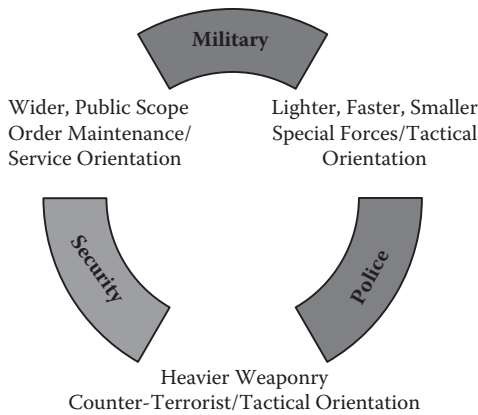 Military
Wider, Public Scope
Order Maintenance/
Service Orientation
Lighter, Faster, Smaller
Special Forces/Tactical
Orientation
Security
Police
Heavier Weaponry
Counter-Terrorist/Tactical Orientation